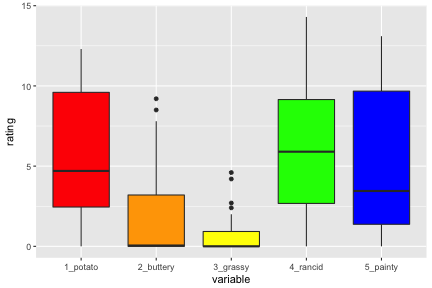 15
10
5
0
rating
1_potato 2_buttery 3_grassy 4_rancid 5_painty
variable